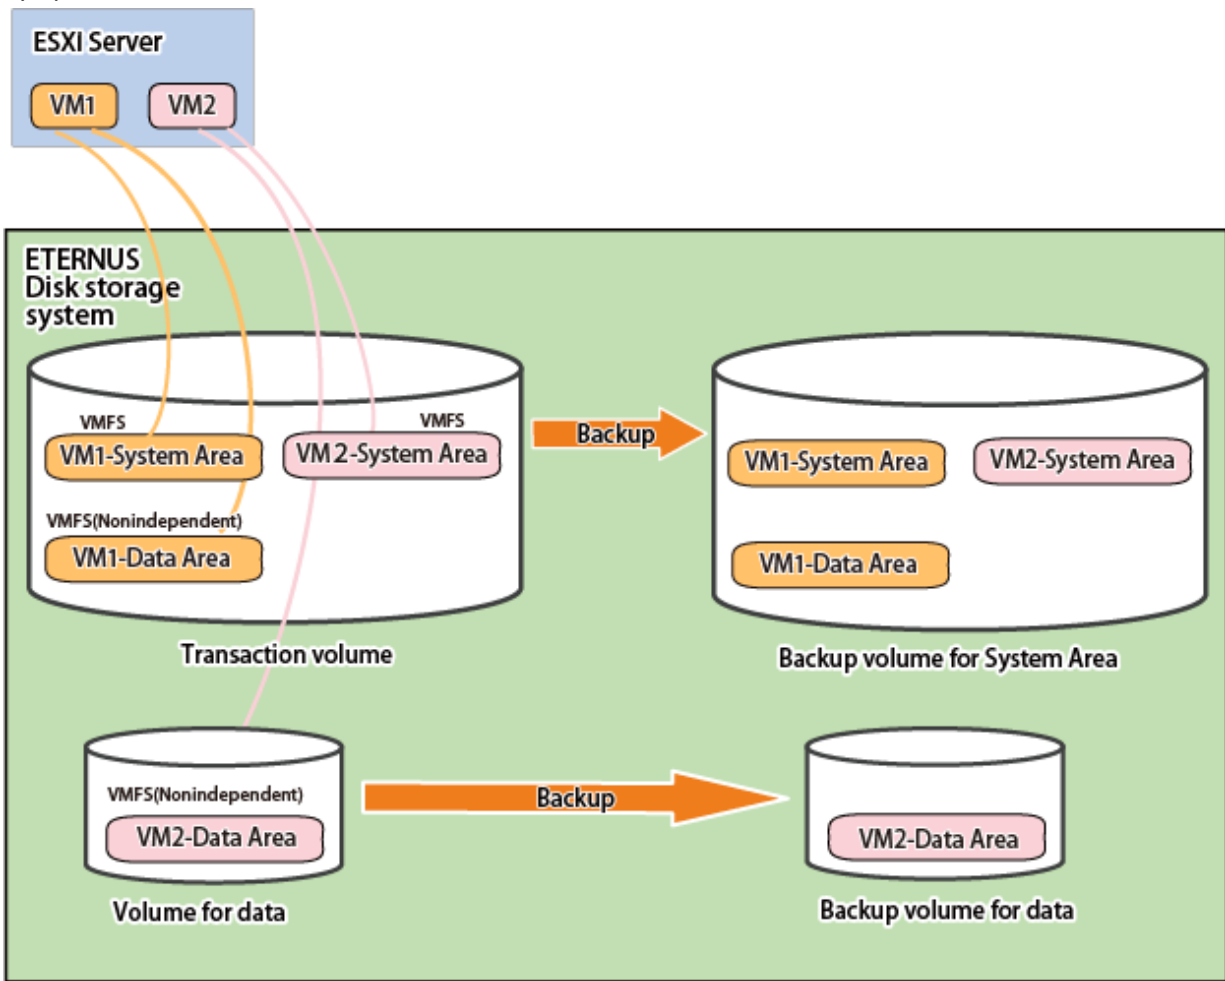 ESXI Server
VM1
VM2
ETERNUS
Disk storage
system
VMFS
VMFS
VM1-System Area
VM2-System Area
VMFS(Nonindependent)
VM1-Data Area
Transaction volume
Backup
VM1-System Area
VM2-System Area
VM1-Data Area
Backup volume for System Area
VMFS(Nonindependent)
VM2-Data Area
Volume for data
Backup
VM2-Data Area
Backup volume for data